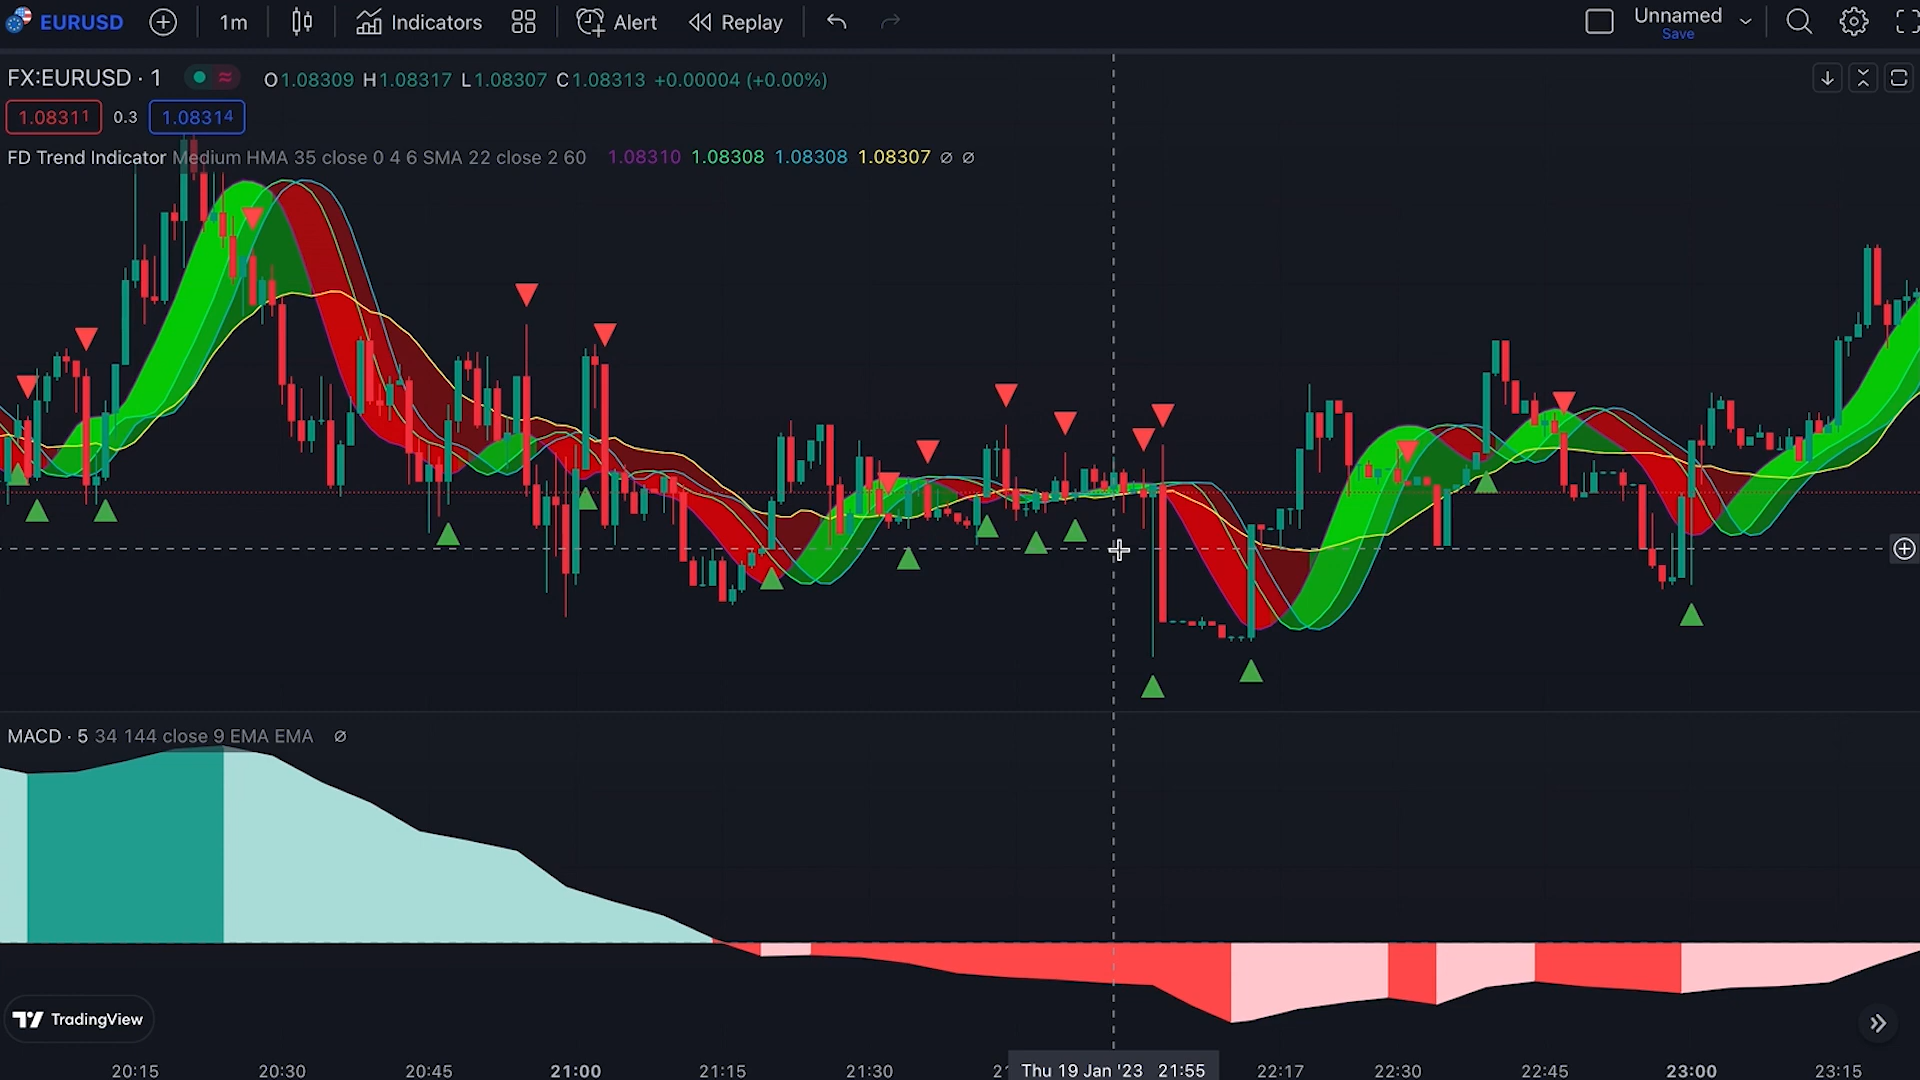 EURUSD 1m Indicators Alert Replay Unnamed
Save
FX:EURUSD · 1 O1.08309 H1.08317 L1.08307 C1.08313 +0.00004 (+0.00%)
1.08311 0.3 1.08314
FD Trend Indicator Medium HMA 35 close 0 4 6 SMA 22 close 2 60 1.08310 1.08308 1.08308 1.08307 ∅ ∅
MACD · 5 34 144 close 9 EMA EMA ∅
TradingView
20:15 20:30 20:45 21:00 21:15 21:30 Thu 19 Jan '23 21:55 22:17 22:30 22:45 23:00 23:15